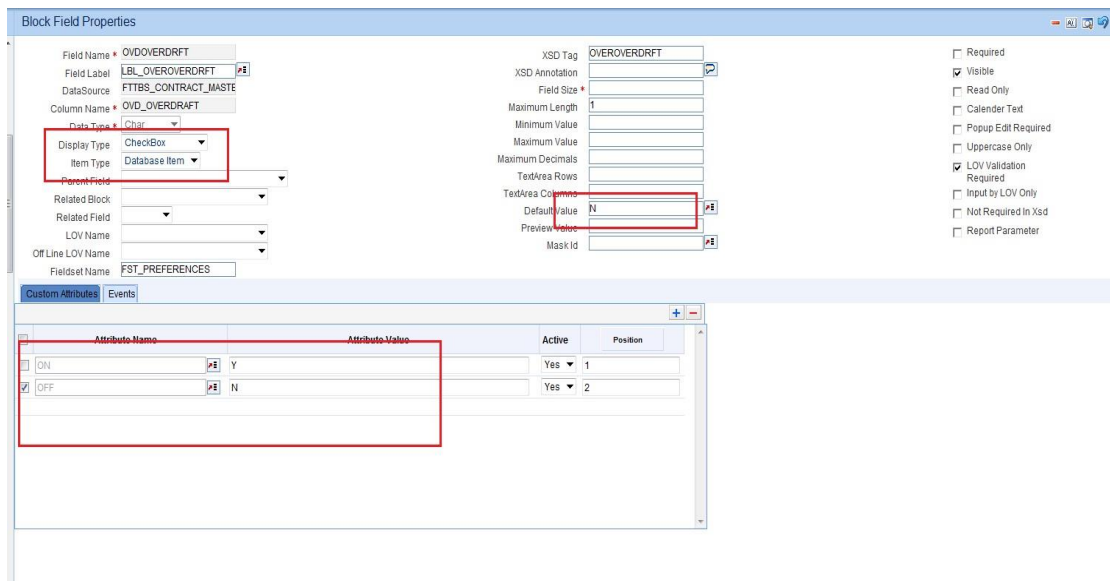 Block Field Properties
Field Name * OVDOVERDRFT
Field Label LBL_OVEROVERDRFT
DataSource FTTBS_CONTRACT_MASTE
Column Name * OVD_OVERDRAFT
Data Type * Char
Display Type CheckBox
Item Type Database Item
Parent Field
Related Block
Related Field
LOV Name
Off Line LOV Name
Fieldset Name FST_PREFERENCES
XSD Tag OVEROVERDRFT
XSD Annotation
Field Size *
Maximum Length 1
Minimum Value
Maximum Value
Maximum Decimals
TextArea Rows
TextArea Columns
Default Value N
Preview Value
Mask Id
Required
Visible
Read Only
Calender Text
Popup Edit Required
Uppercase Only
LOV Validation
Required
Input by LOV Only
Not Required In Xsd
Report Parameter
Custom Attributes Events
Attribute Name Attribute Value Active Position
ON Y Yes 1
OFF N Yes 2